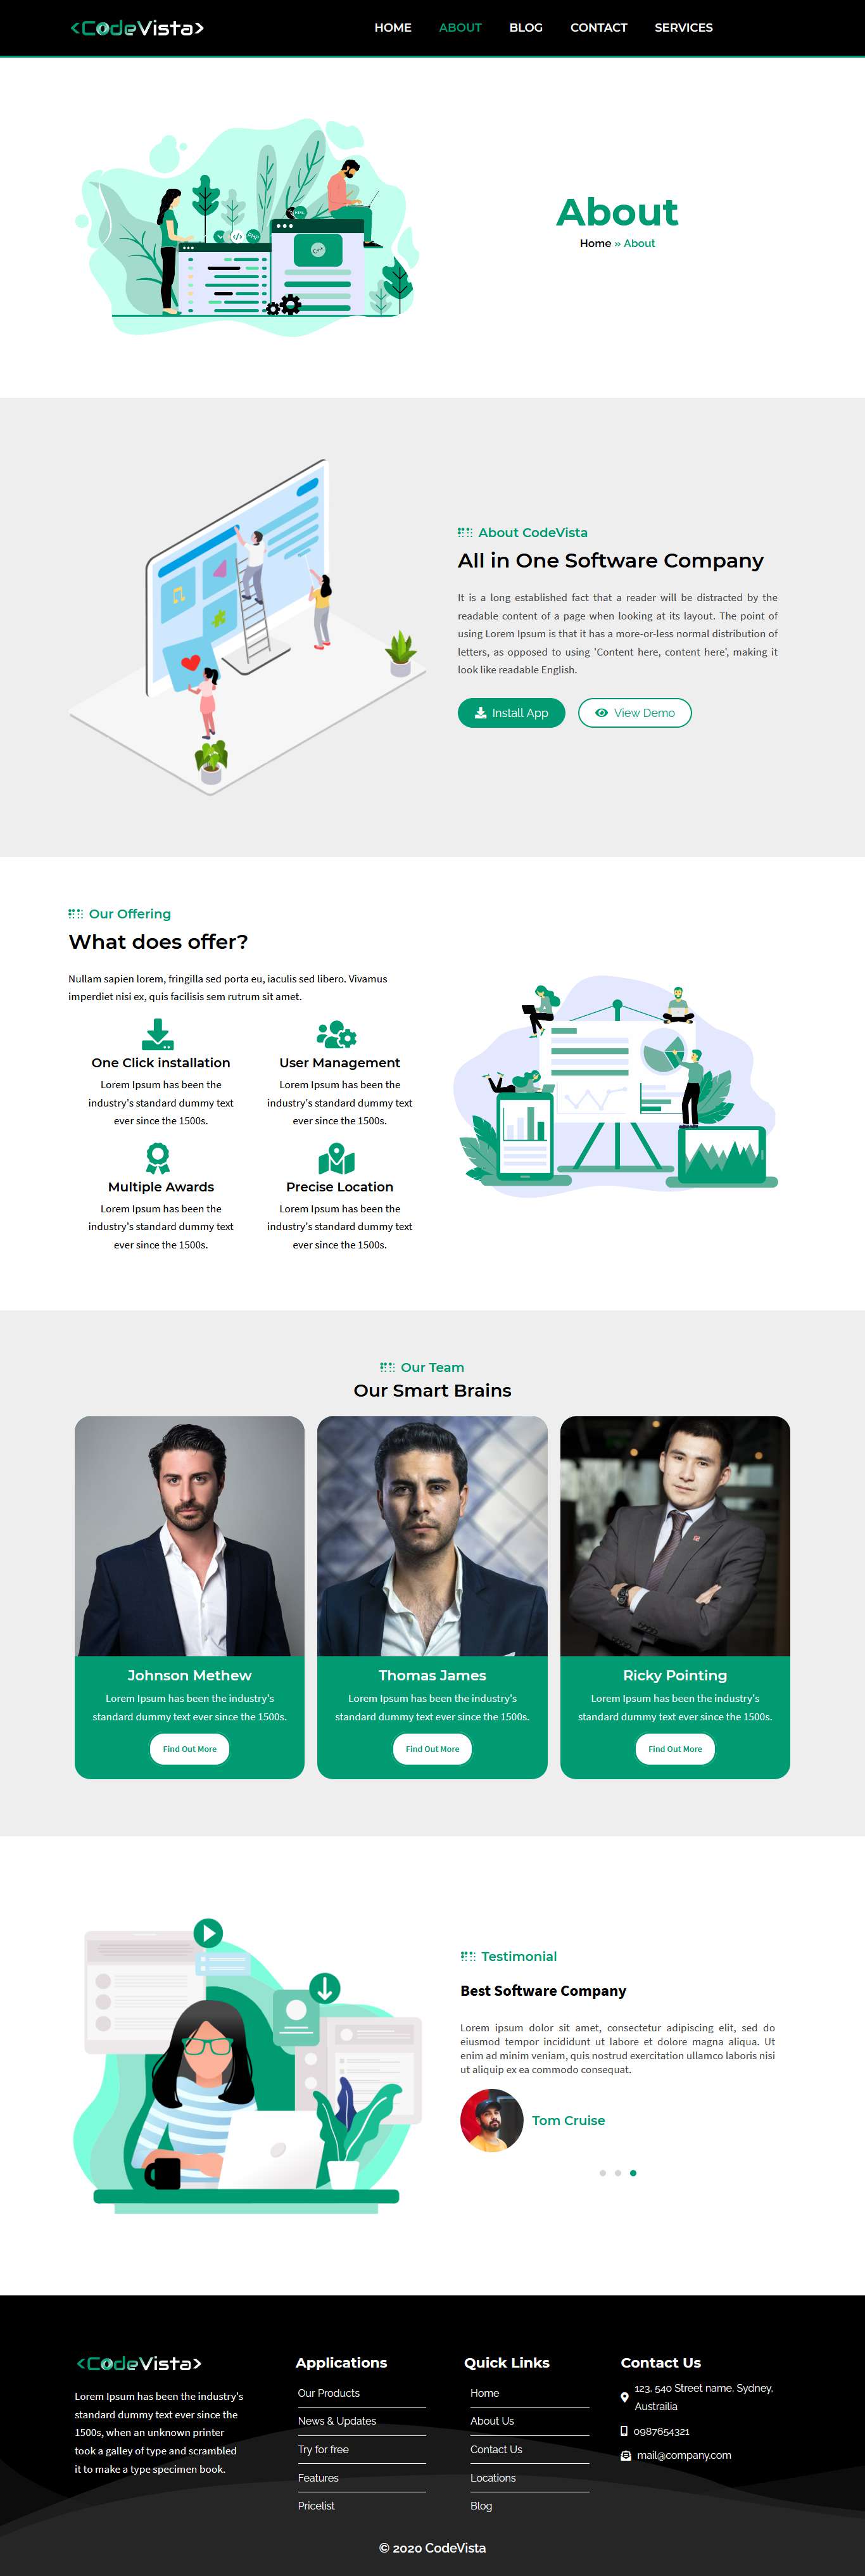 <CodeVista>
HOME ABOUT BLOG CONTACT SERVICES
About
Home » About
</>
C++
About CodeVista
All in One Software Company
It is a long established fact that a reader will be distracted by the
readable content of a page when looking at its layout. The point of
using Lorem Ipsum is that it has a more-or-less normal distribution of
letters, as opposed to using 'Content here, content here', making it
look like readable English.
Install App View Demo
Our Offering
What does offer?
Nullam sapien lorem, fringilla sed porta eu, iaculis sed libero. Vivamus
imperdiet nisi ex, quis facilisis sem rutrum sit amet.
One Click installation
Lorem Ipsum has been the
industry's standard dummy text
ever since the 1500s.
User Management
Lorem Ipsum has been the
industry's standard dummy text
ever since the 1500s.
Multiple Awards
Lorem Ipsum has been the
industry's standard dummy text
ever since the 1500s.
Precise Location
Lorem Ipsum has been the
industry's standard dummy text
ever since the 1500s.
Our Team
Our Smart Brains
Johnson Methew
Lorem Ipsum has been the industry's
standard dummy text ever since the 1500s.
Find Out More
Thomas James
Lorem Ipsum has been the industry's
standard dummy text ever since the 1500s.
Find Out More
Ricky Pointing
Lorem Ipsum has been the industry's
standard dummy text ever since the 1500s.
Find Out More
Testimonial
Best Software Company
Lorem ipsum dolor sit amet, consectetur adipiscing elit, sed do
eiusmod tempor incididunt ut labore et dolore magna aliqua. Ut
enim ad minim veniam, quis nostrud exercitation ullamco laboris nisi
ut aliquip ex ea commodo consequat.
Tom Cruise
<CodeVista>
Lorem Ipsum has been the industry's
standard dummy text ever since the
1500s, when an unknown printer
took a galley of type and scrambled
it to make a type specimen book.
Applications
Our Products
News & Updates
Try for free
Features
Pricelist
Quick Links
Home
About Us
Contact Us
Locations
Blog
Contact Us
123, 540 Street name, Sydney,
Austrailia
0987654321
mail@company.com
© 2020 CodeVista